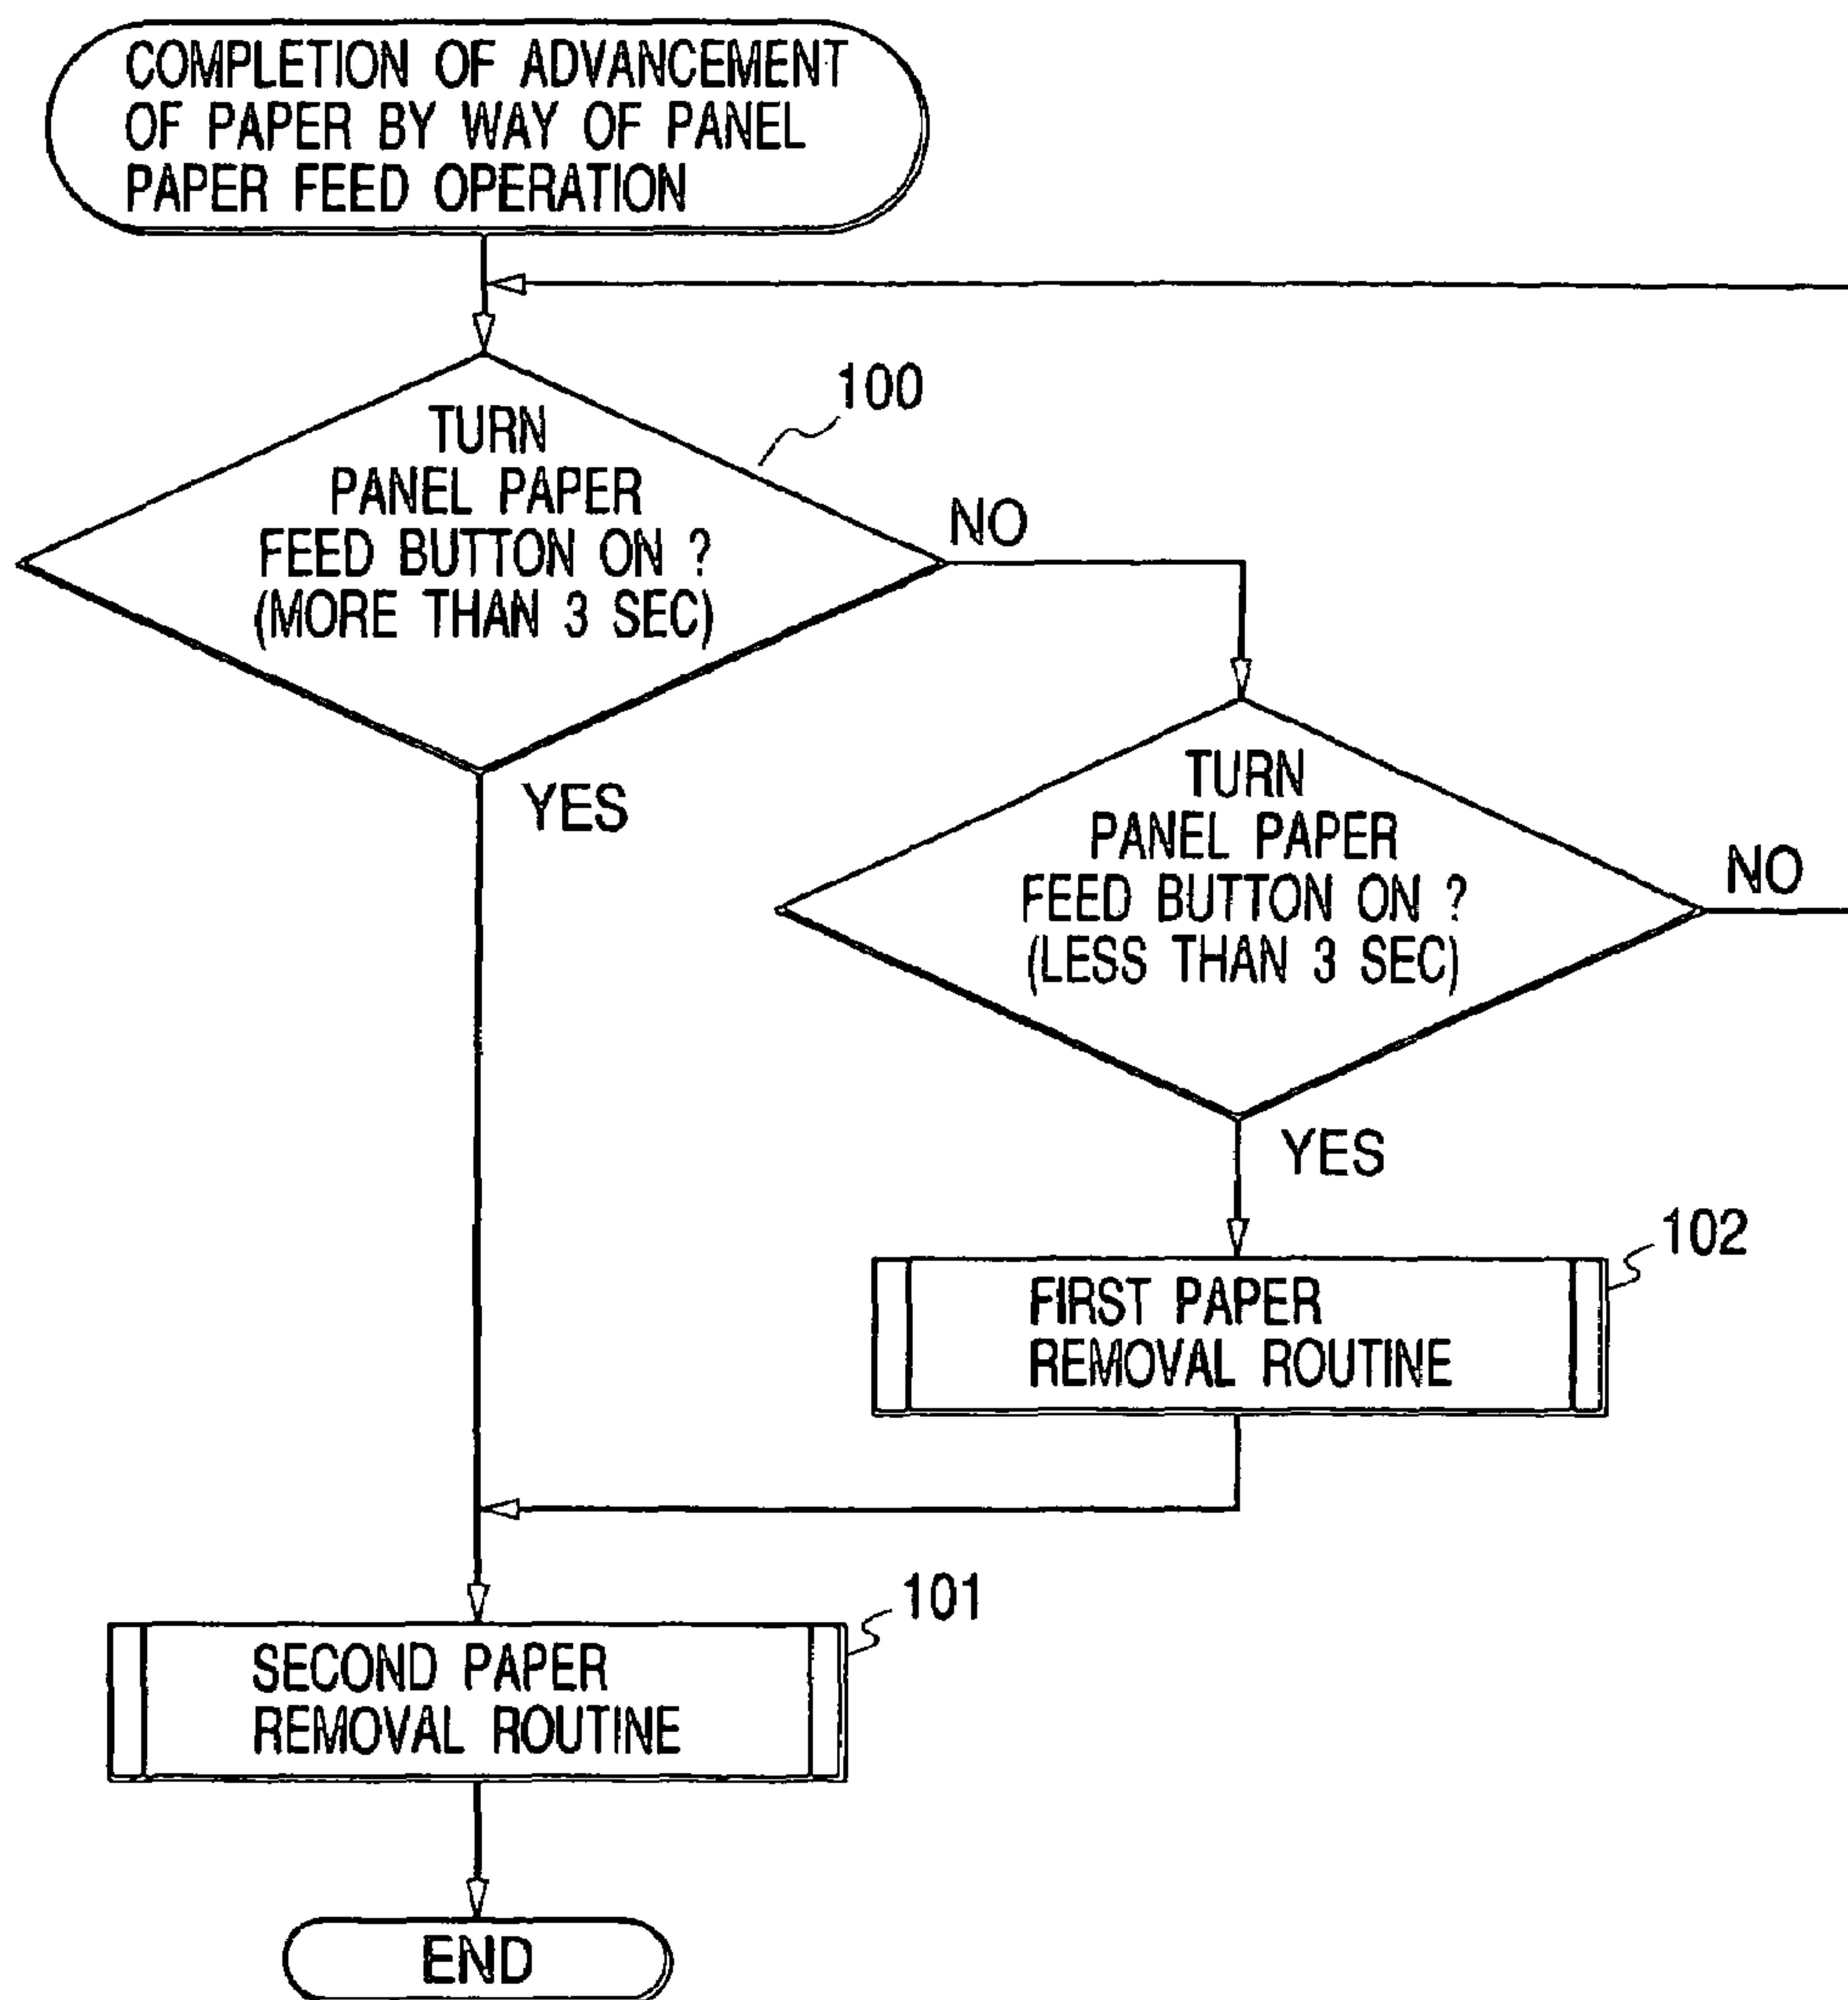 COMPLETION OF ADVANCEMENT
OF PAPER BY WAY OF PANEL
PAPER FEED OPERATION
100
TURN
PANEL PAPER
FEED BUTTON ON ?
(MORE THAN 3 SEC)
NO
YES
TURN
PANEL PAPER
FEED BUTTON ON ?
(LESS THAN 3 SEC)
NO
YES
102
FIRST PAPER
REMOVAL ROUTINE
101
SECOND PAPER
REMOVAL ROUTINE
END